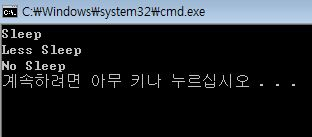 C:\Windows\system32\cmd.exe
Sleep
Less Sleep
No Sleep
계속하려면 아무 키나 누르십시오 . . .